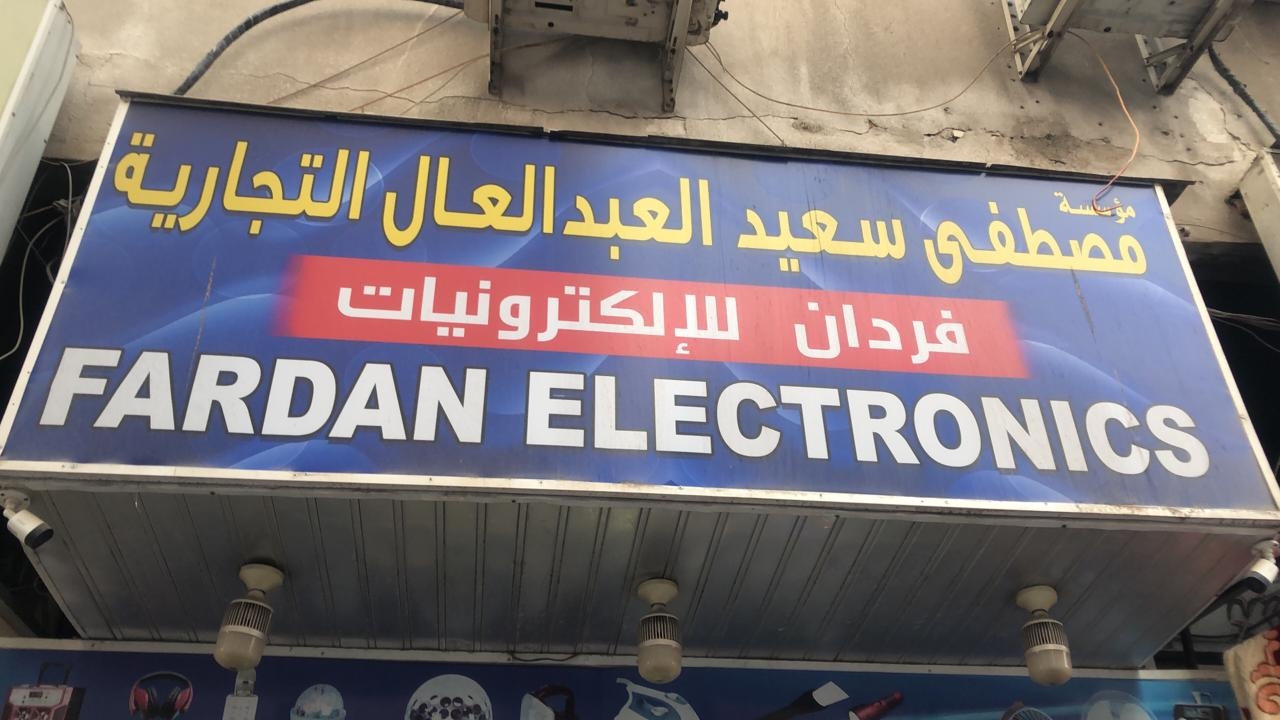 مؤسسة
مصطفى سعيد العبدالعال التجارية
فردان للإلكترونيات
FARDAN ELECTRONICS